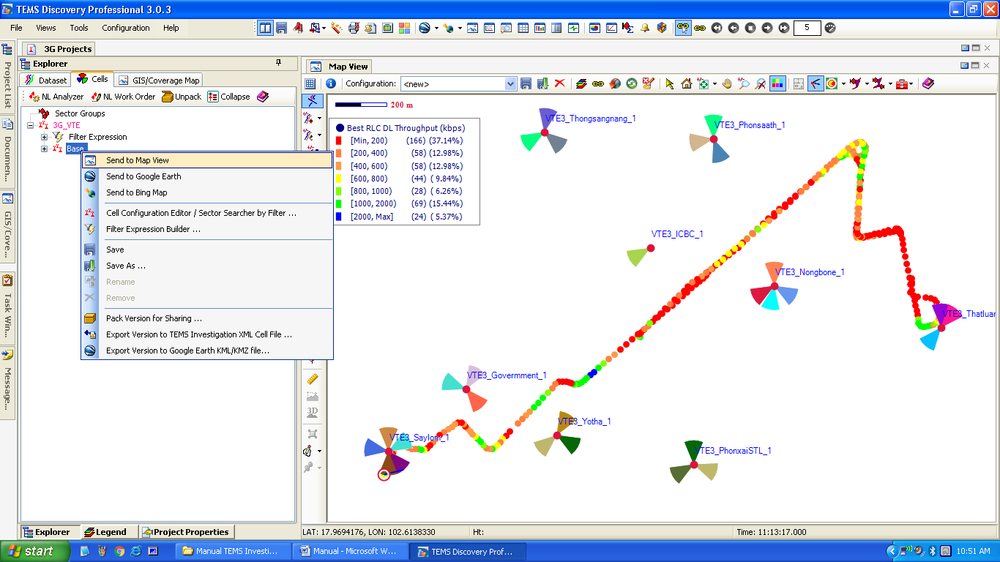 TEMS Discovery Professional 3.0.3
File Views Tools Configuration Help
5
3G Projects
Explorer
Dataset Cells GIS/Coverage Map
NL Analyzer NL Work Order Unpack Collapse
Sector Groups
3G_VTE
Filter Expression
Base
Send to Map View
Send to Google Earth
Send to Bing Map
Cell Configuration Editor / Sector Searcher by Filter ...
Filter Expression Builder ...
Save
Save As ...
Rename
Remove
Pack Version for Sharing ...
Export Version to TEMS Investigation XML Cell File ...
Export Version to Google Earth KML/KMZ file...
Project List
Documen...
GIS/Cove...
Task Win...
Message...
Map View
Configuration: <new>
200 m
Best RLC DL Throughput (kbps)
[Min, 200) (166) (37.14%)
[200, 400) (58) (12.98%)
[400, 600) (58) (12.98%)
[600, 800) (44) ( 9.84%)
[800, 1000) (28) ( 6.26%)
[1000, 2000) (69) (15.44%)
[2000, Max] (24) ( 5.37%)
VTE3_Thongsangnang_1
VTE3_Phonsaath_1
VTE3_ICBC_1
VTE3_Nongbone_1
VTE3_Thatluar
VTE3_Govermment_1
VTE3_Yotha_1
VTE3_Saylom_1
VTE3_PhonxaiSTL_1
3D
Explorer Legend Project Properties
LAT: 17.9694176, LON: 102.6138330 Ht: Time: 11:13:17.000
start
Manual TEMS Investi...
Manual - Microsoft W...
TEMS Discovery Prof...
10:51 AM